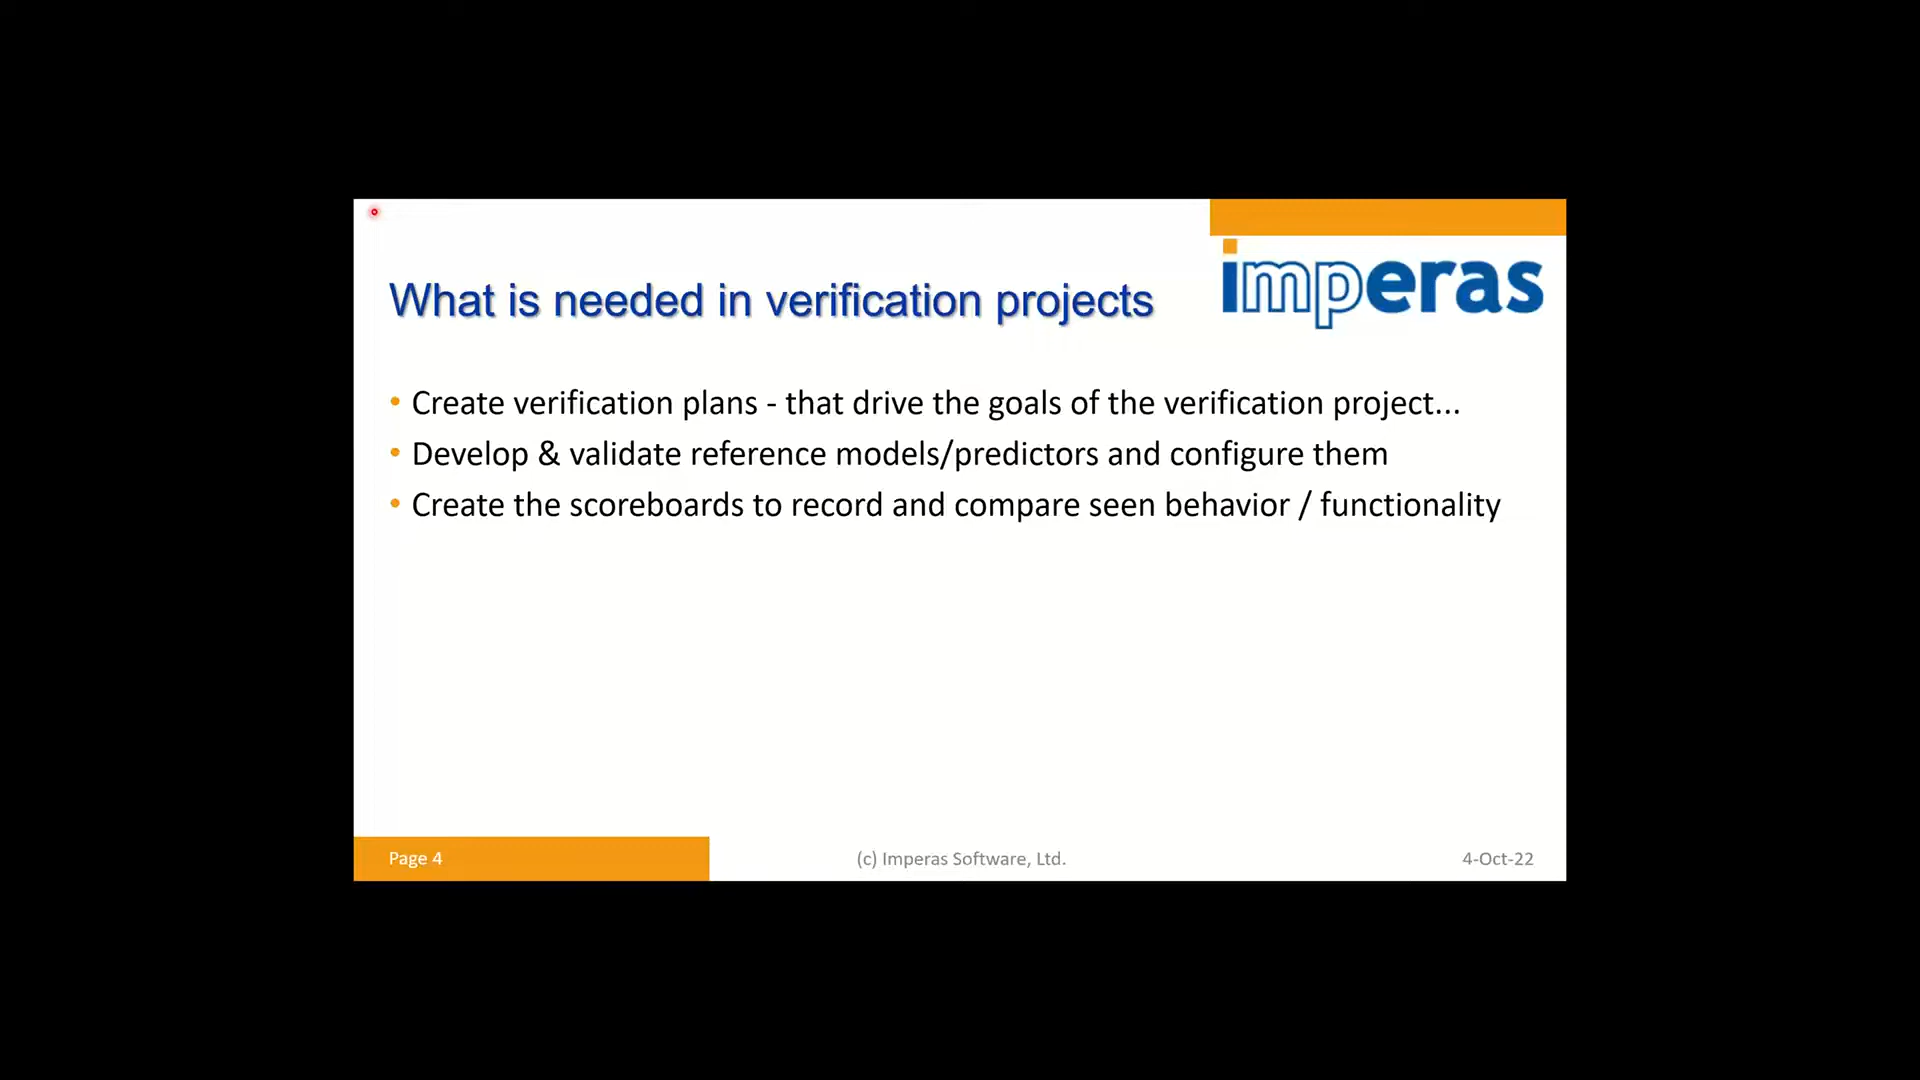 imperas
What is needed in verification projects
• Create verification plans - that drive the goals of the verification project...
• Develop & validate reference models/predictors and configure them
• Create the scoreboards to record and compare seen behavior / functionality
Page 4
(c) Imperas Software, Ltd.
4-Oct-22